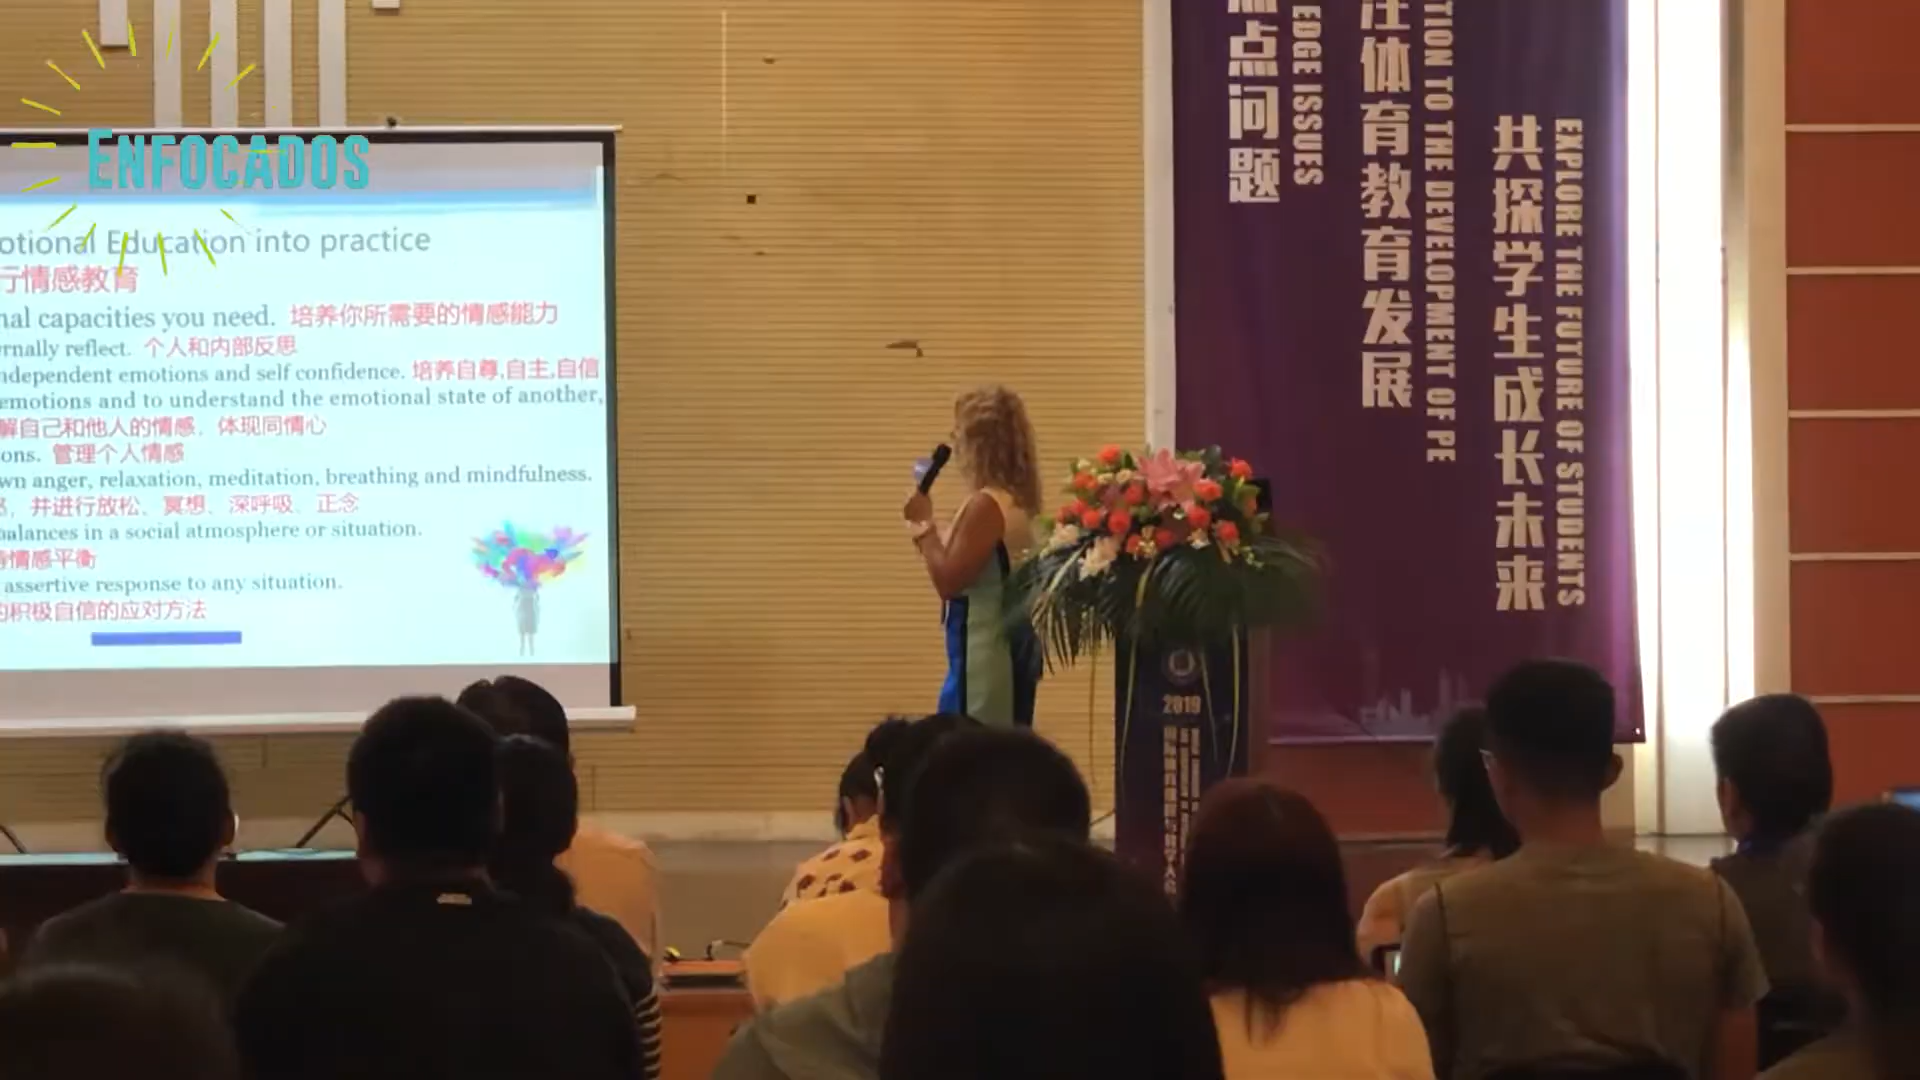 ENFOCADOS
otional Education into practice
行情感教育
nal capacities you need. 培养你所需要的情感能力
rnally reflect. 个人和内部反思
ndependent emotions and self confidence. 培养自尊,自主,自信
emotions and to understand the emotional state of another,
解自己和他人的情感，体现同情心
ons. 管理个人情感
wn anger, relaxation, meditation, breathing and mindfulness.
并进行放松、冥想、深呼吸、正念
balances in a social atmosphere or situation.
情感平衡
assertive response to any situation.
的积极自信的应对方法
点问题
EDGE ISSUES
注体育教育发展
TION TO THE DEVELOPMENT OF PE
共探学生成长未来
EXPLORE THE FUTURE OF STUDENTS
2019